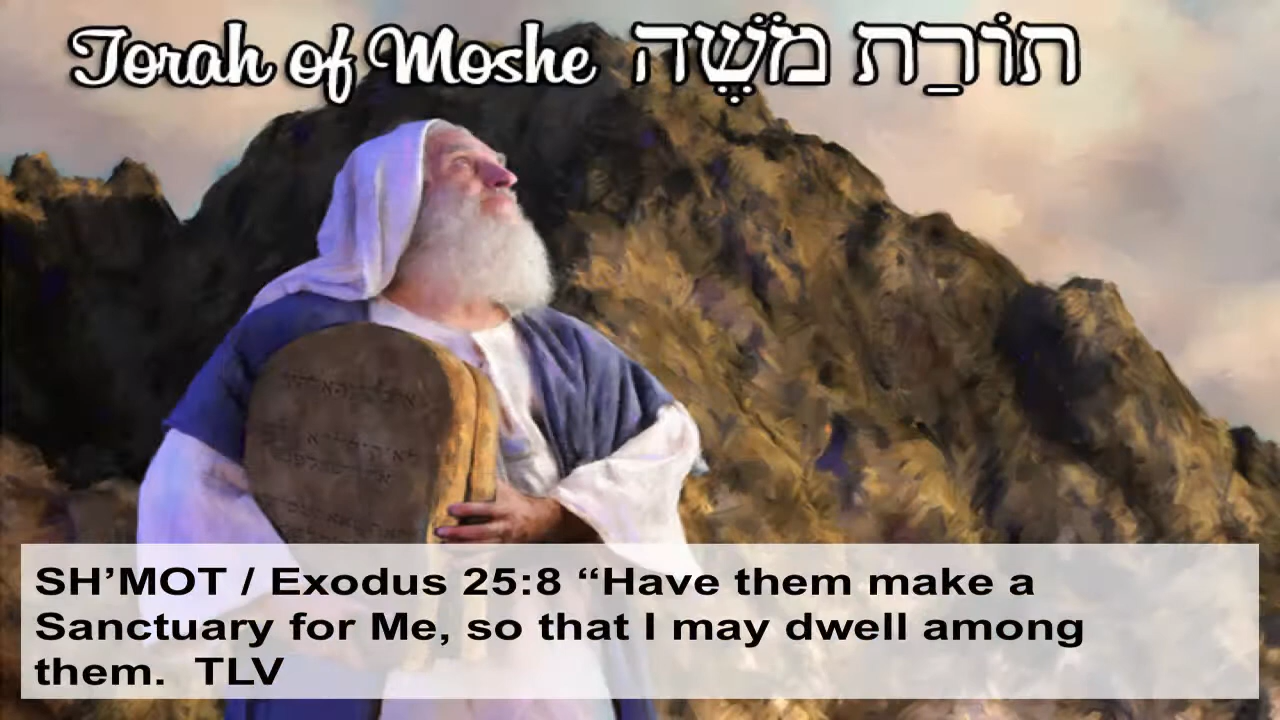 Torah of Moshe תוֹרַת מֹשֶׁה
SH’MOT / Exodus 25:8 “Have them make a
Sanctuary for Me, so that I may dwell among
them.  TLV